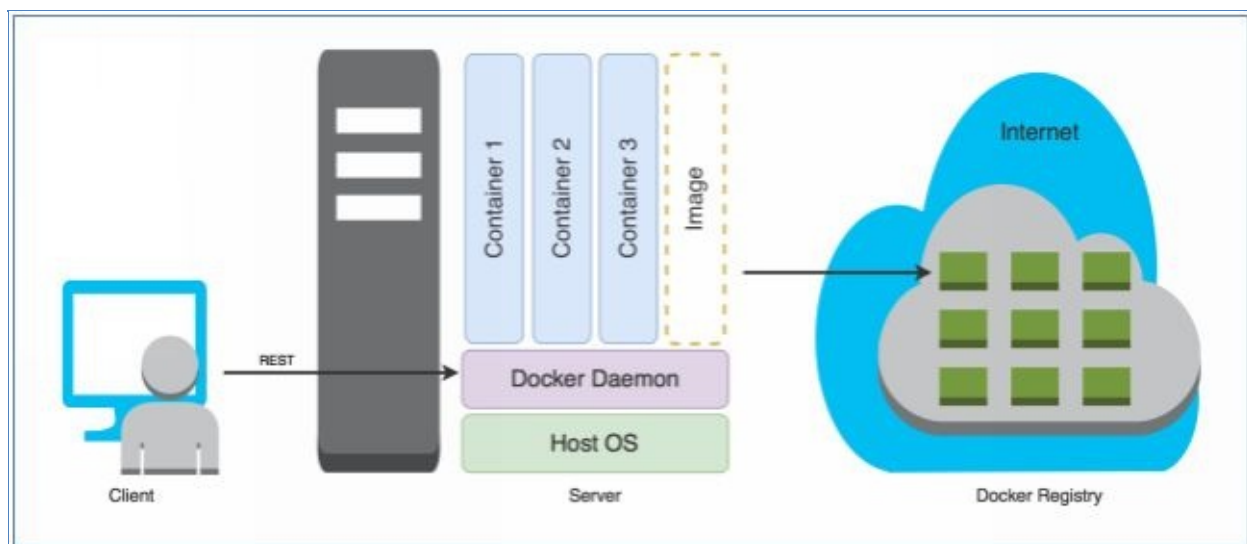 Internet
Container 1
Container 2
Container 3
Image
REST
Docker Daemon
Host OS
Client
Server
Docker Registry